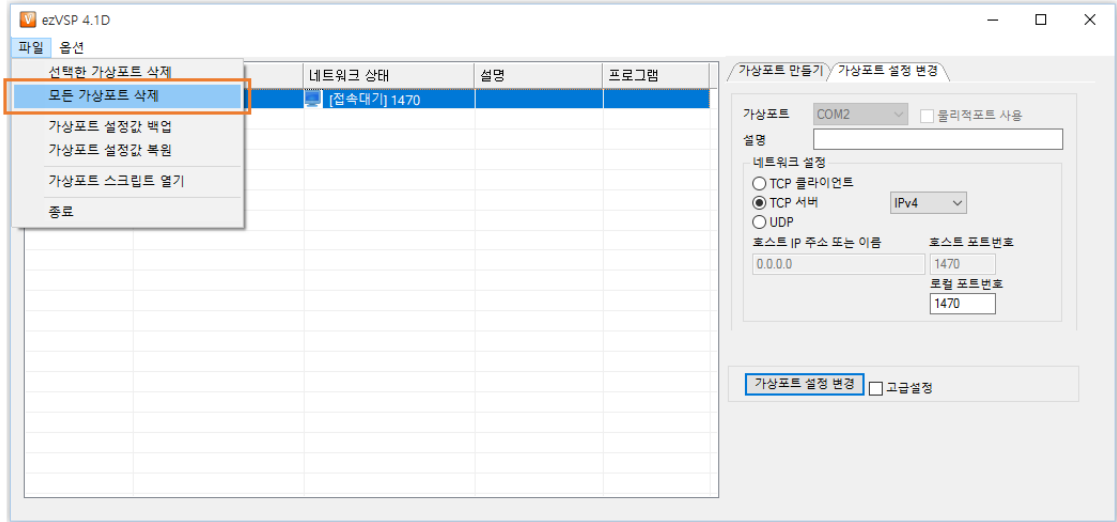 ezVSP 4.1D
파일 옵션
선택한 가상포트 삭제
모든 가상포트 삭제
가상포트 설정값 백업
가상포트 설정값 복원
가상포트 스크립트 열기
종료
네트워크 상태 설명 프로그램
[접속대기] 1470
가상포트 만들기 가상포트 설정 변경
가상포트 COM2 물리적포트 사용
설명
네트워크 설정
TCP 클라이언트
TCP 서버 IPv4
UDP
호스트 IP 주소 또는 이름 호스트 포트번호
0.0.0.0 1470
로컬 포트번호
1470
가상포트 설정 변경 고급설정